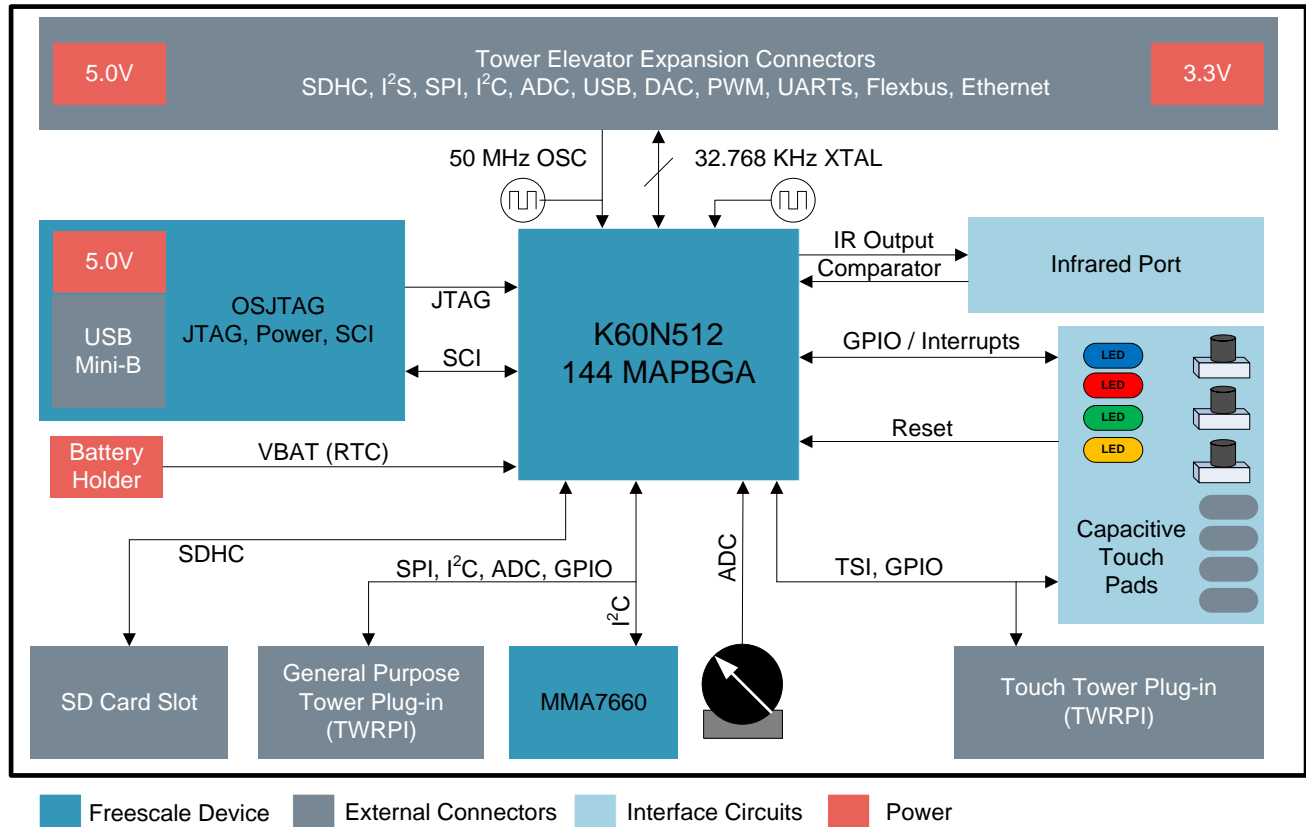 5.0V
Tower Elevator Expansion Connectors
SDHC, I²S, SPI, I²C, ADC, USB, DAC, PWM, UARTs, Flexbus, Ethernet
3.3V
50 MHz OSC
32.768 KHz XTAL
5.0V
USB
Mini-B
OSJTAG
JTAG, Power, SCI
JTAG
SCI
K60N512
144 MAPBGA
IR Output
Comparator
Infrared Port
GPIO / Interrupts
Reset
LED
LED
LED
LED
Capacitive
Touch
Pads
Battery
Holder
VBAT (RTC)
SDHC
SPI, I²C, ADC, GPIO
I²C
ADC
TSI, GPIO
SD Card Slot
General Purpose
Tower Plug-in
(TWRPI)
MMA7660
Touch Tower Plug-in
(TWRPI)
Freescale Device
External Connectors
Interface Circuits
Power